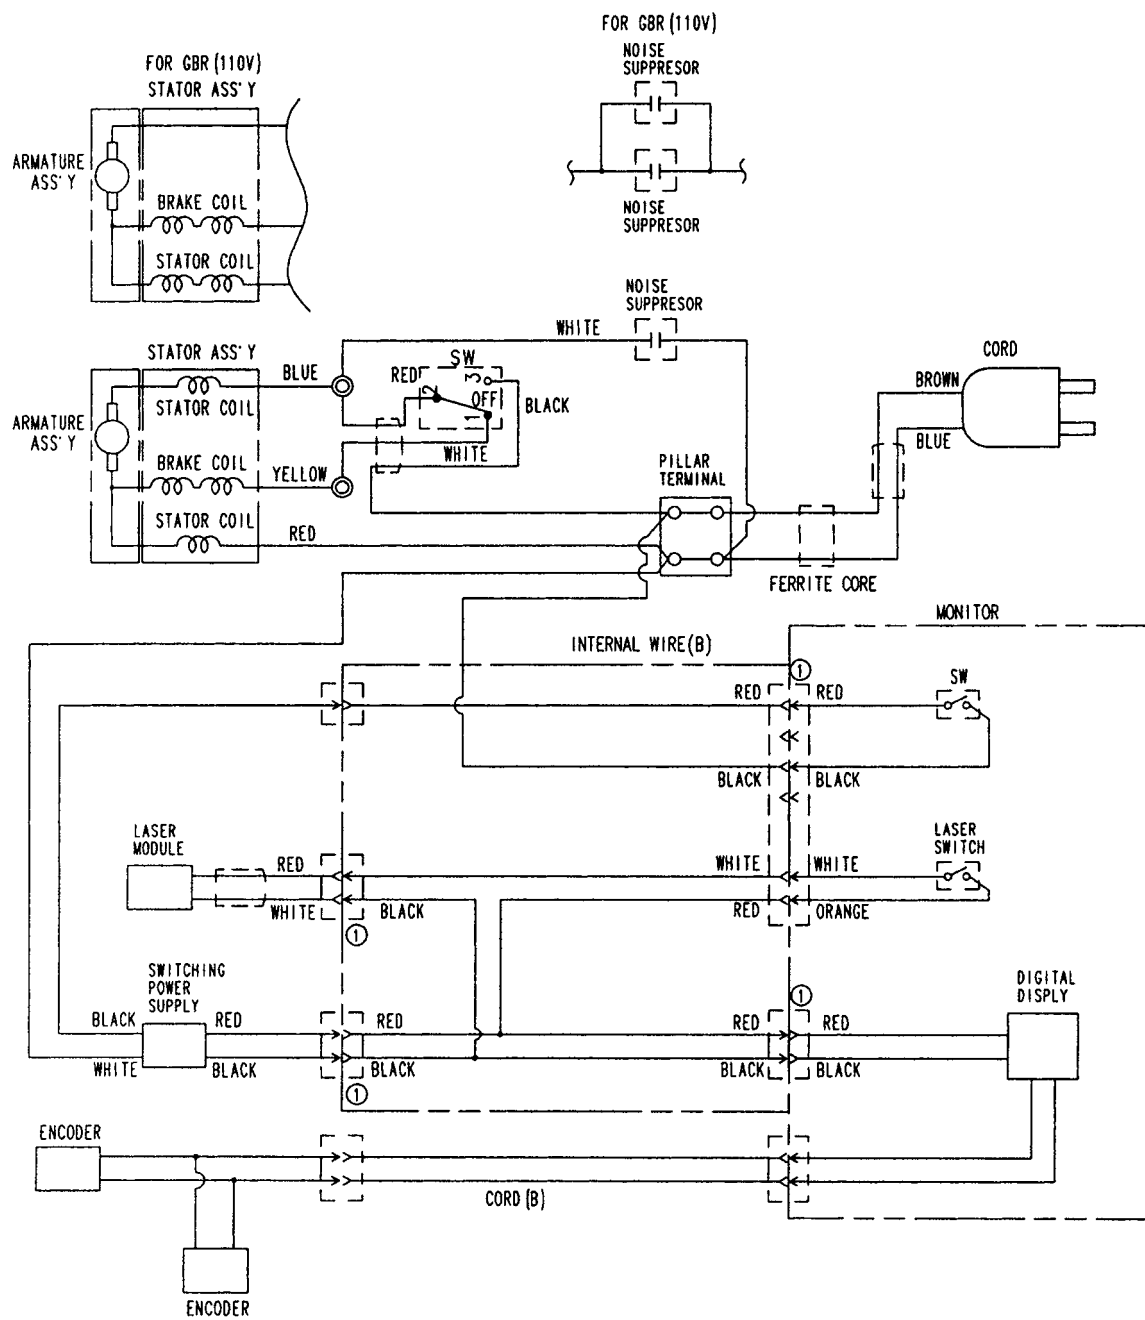 FOR GBR (110V)
NOISE
SUPPRESOR
NOISE
SUPPRESOR
FOR GBR (110V)
STATOR ASS'Y
ARMATURE
ASS'Y
BRAKE COIL
STATOR COIL
NOISE
SUPPRESOR
WHITE
STATOR ASS'Y
BLUE
STATOR COIL
ARMATURE
ASS'Y
BRAKE COIL
YELLOW
STATOR COIL
RED
SW
RED
2
3
OFF
1
BLACK
WHITE
CORD
BROWN
BLUE
PILLAR
TERMINAL
FERRITE CORE
MONITOR
INTERNAL WIRE (B)
1
RED
RED
SW
BLACK
BLACK
LASER
MODULE
RED
WHITE
BLACK
1
WHITE
WHITE
LASER
SWITCH
RED
ORANGE
SWITCHING
POWER
SUPPLY
BLACK
RED
WHITE
BLACK
RED
BLACK
1
1
RED
RED
BLACK
BLACK
DIGITAL
DISPLY
ENCODER
CORD (B)
ENCODER